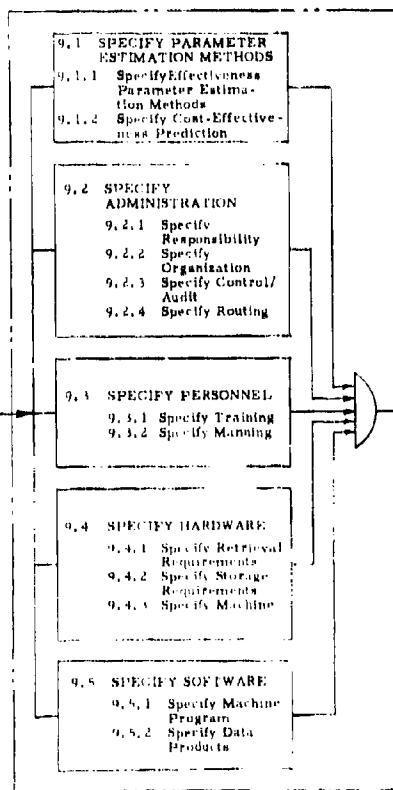 9.1 SPECIFY PARAMETER
ESTIMATION METHODS
9.1.1 SpecifyEffectiveness
Parameter Estima-
tion Methods
9.1.2 Specify Cost-Effective-
ness Prediction
9.2 SPECIFY
ADMINISTRATION
9.2.1 Specify
Responsibility
9.2.2 Specify
Organization
9.2.3 Specify Control/
Audit
9.2.4 Specify Routing
9.3 SPECIFY PERSONNEL
9.3.1 Specify Training
9.3.2 Specify Manning
9.4 SPECIFY HARDWARE
9.4.1 Specify Retrieval
Requirements
9.4.2 Specify Storage
Requirements
9.4.3 Specify Machine
9.5 SPECIFY SOFTWARE
9.5.1 Specify Machine
Program
9.5.2 Specify Data
Products